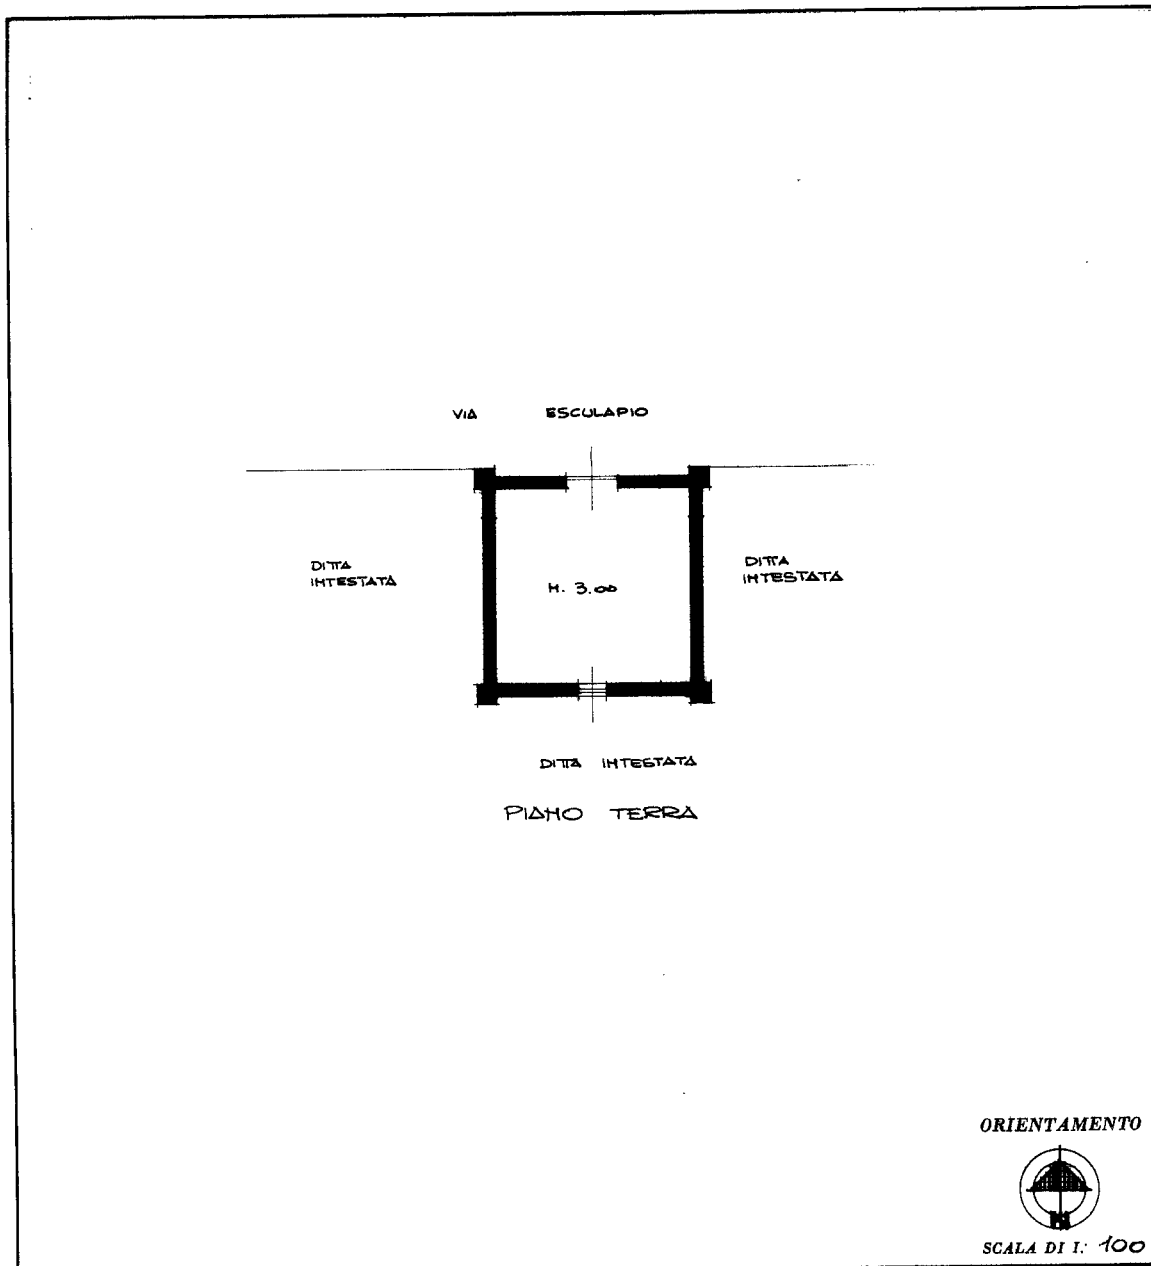 VIA ESCULAPIO
DITTA
INTESTATA
H. 3.00
DITTA
INTESTATA
DITTA INTESTATA
PIANO TERRA
ORIENTAMENTO
SCALA DI 1: 100